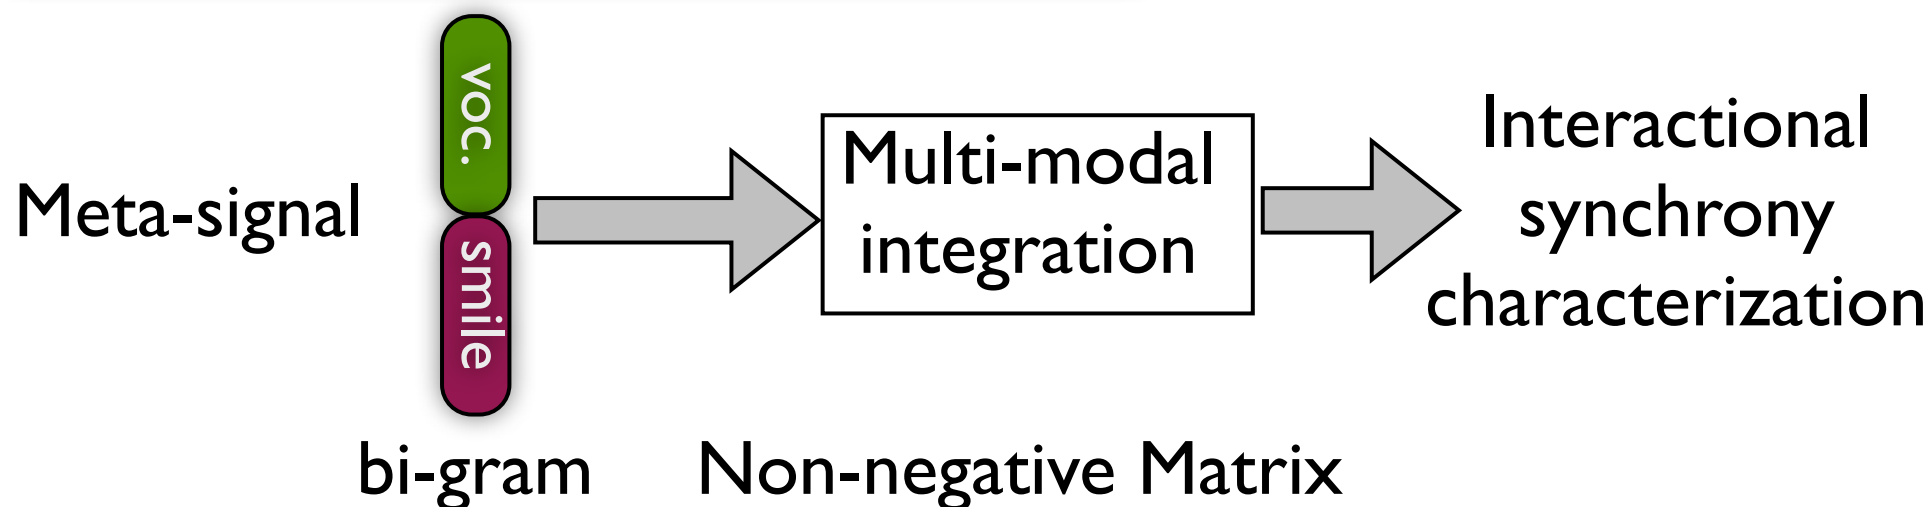 Meta-signal
voc.
smile
Multi-modal
integration
Interactional
synchrony
characterization
bi-gram
Non-negative Matrix